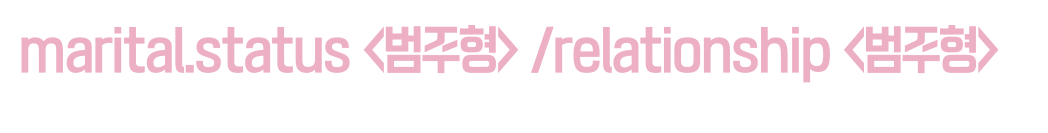 marital.status <범주형> /relationship <범주형>